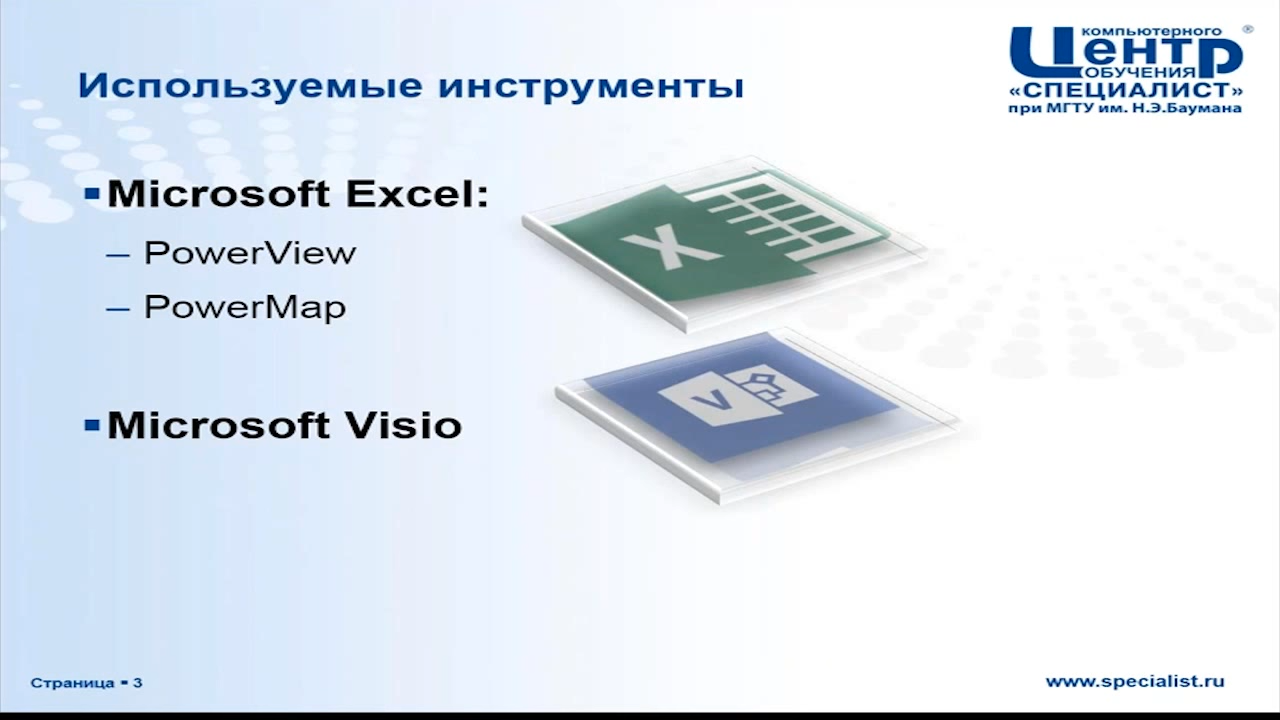 Используемые инструменты
компьютерного
Центр
ОБУЧЕНИЯ
«СПЕЦИАЛИСТ»
при МГТУ им. Н.Э.Баумана
®
Microsoft Excel:
– PowerView
– PowerMap
Microsoft Visio
X
V
Страница ▪ 3
www.specialist.ru